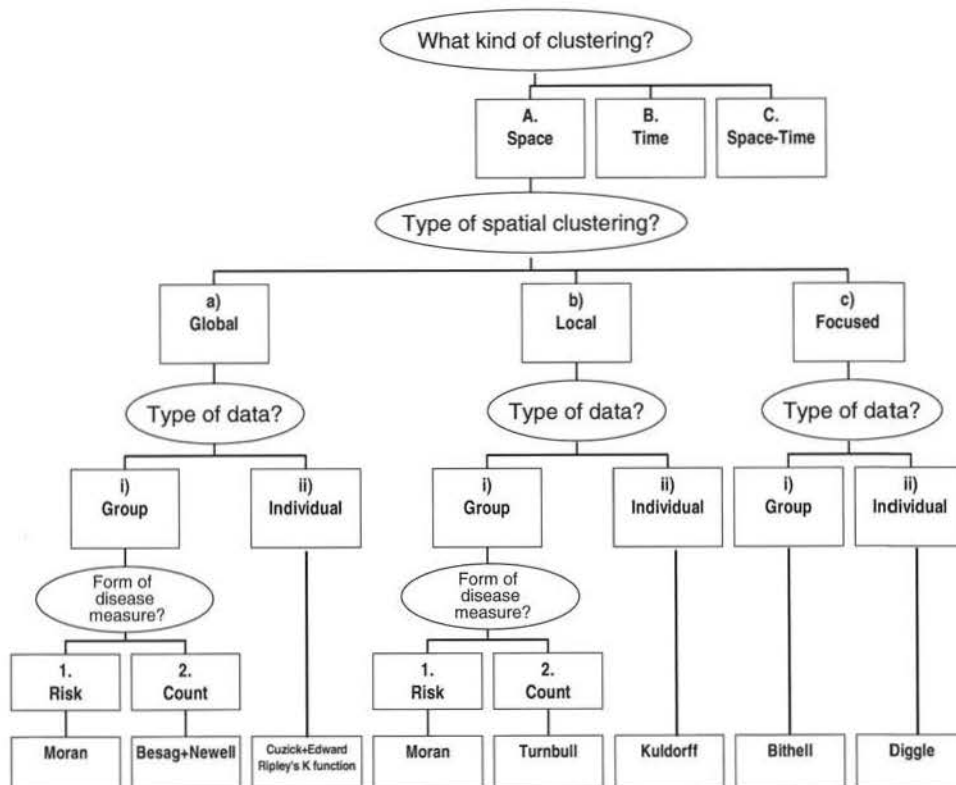 What kind of clustering?
A.
Space
B.
Time
C.
Space-Time
Type of spatial clustering?
a)
Global
b)
Local
c)
Focused
Type of data?
Type of data?
Type of data?
i)
Group
ii)
Individual
i)
Group
ii)
Individual
i)
Group
ii)
Individual
Form of
disease
measure?
Form of
disease
measure?
1.
Risk
2.
Count
1.
Risk
2.
Count
Moran
Besag+Newell
Cuzick+Edward
Ripley's K function
Moran
Turnbull
Kuldorff
Bithell
Diggle